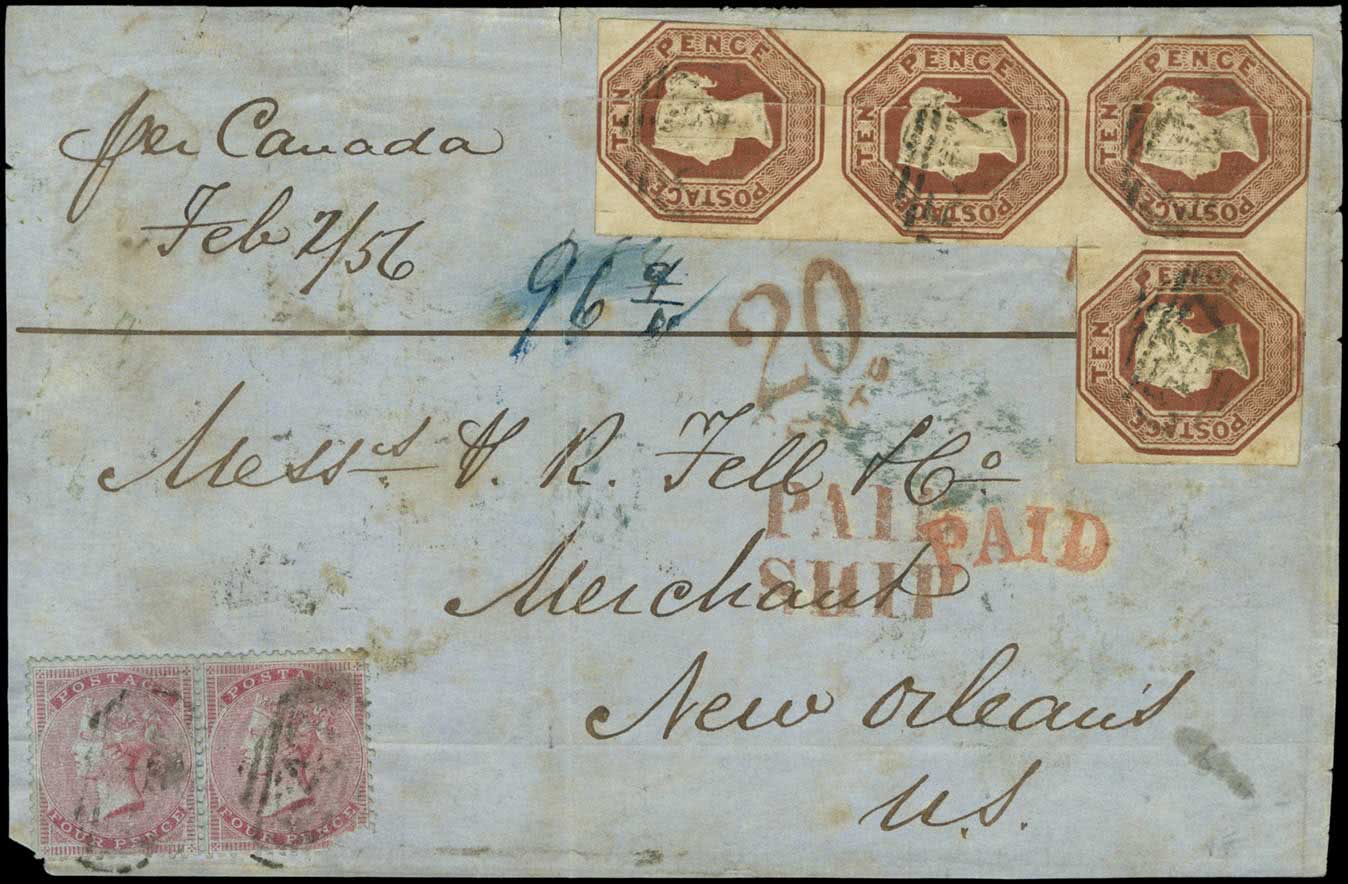 per Canada
Feb 2/56
TEN PENCE POSTAGE
TEN PENCE POSTAGE
TEN PENCE POSTAGE
TEN PENCE POSTAGE
96
20
Messrs R. Fell & Co
PAID
SHIP
PAID
Merchant
New Orleans
U.S.
POSTAGE
FOUR PENCE
POSTAGE
FOUR PENCE